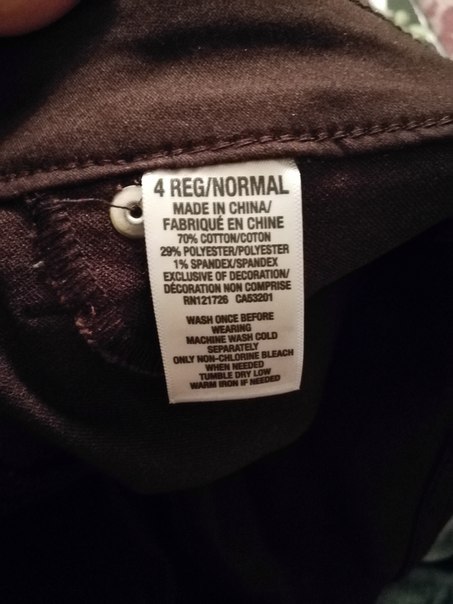 4 REG/NORMAL
MADE IN CHINA/
FABRIQUÉ EN CHINE
70% COTTON/COTON
29% POLYESTER/POLYESTER
1% SPANDEX/SPANDEX
EXCLUSIVE OF DECORATION/
DÉCORATION NON COMPRISE
RN121726 CA53201
WASH ONCE BEFORE
WEARING
MACHINE WASH COLD
SEPARATELY
ONLY NON-CHLORINE BLEACH
WHEN NEEDED
TUMBLE DRY LOW
WARM IRON IF NEEDED